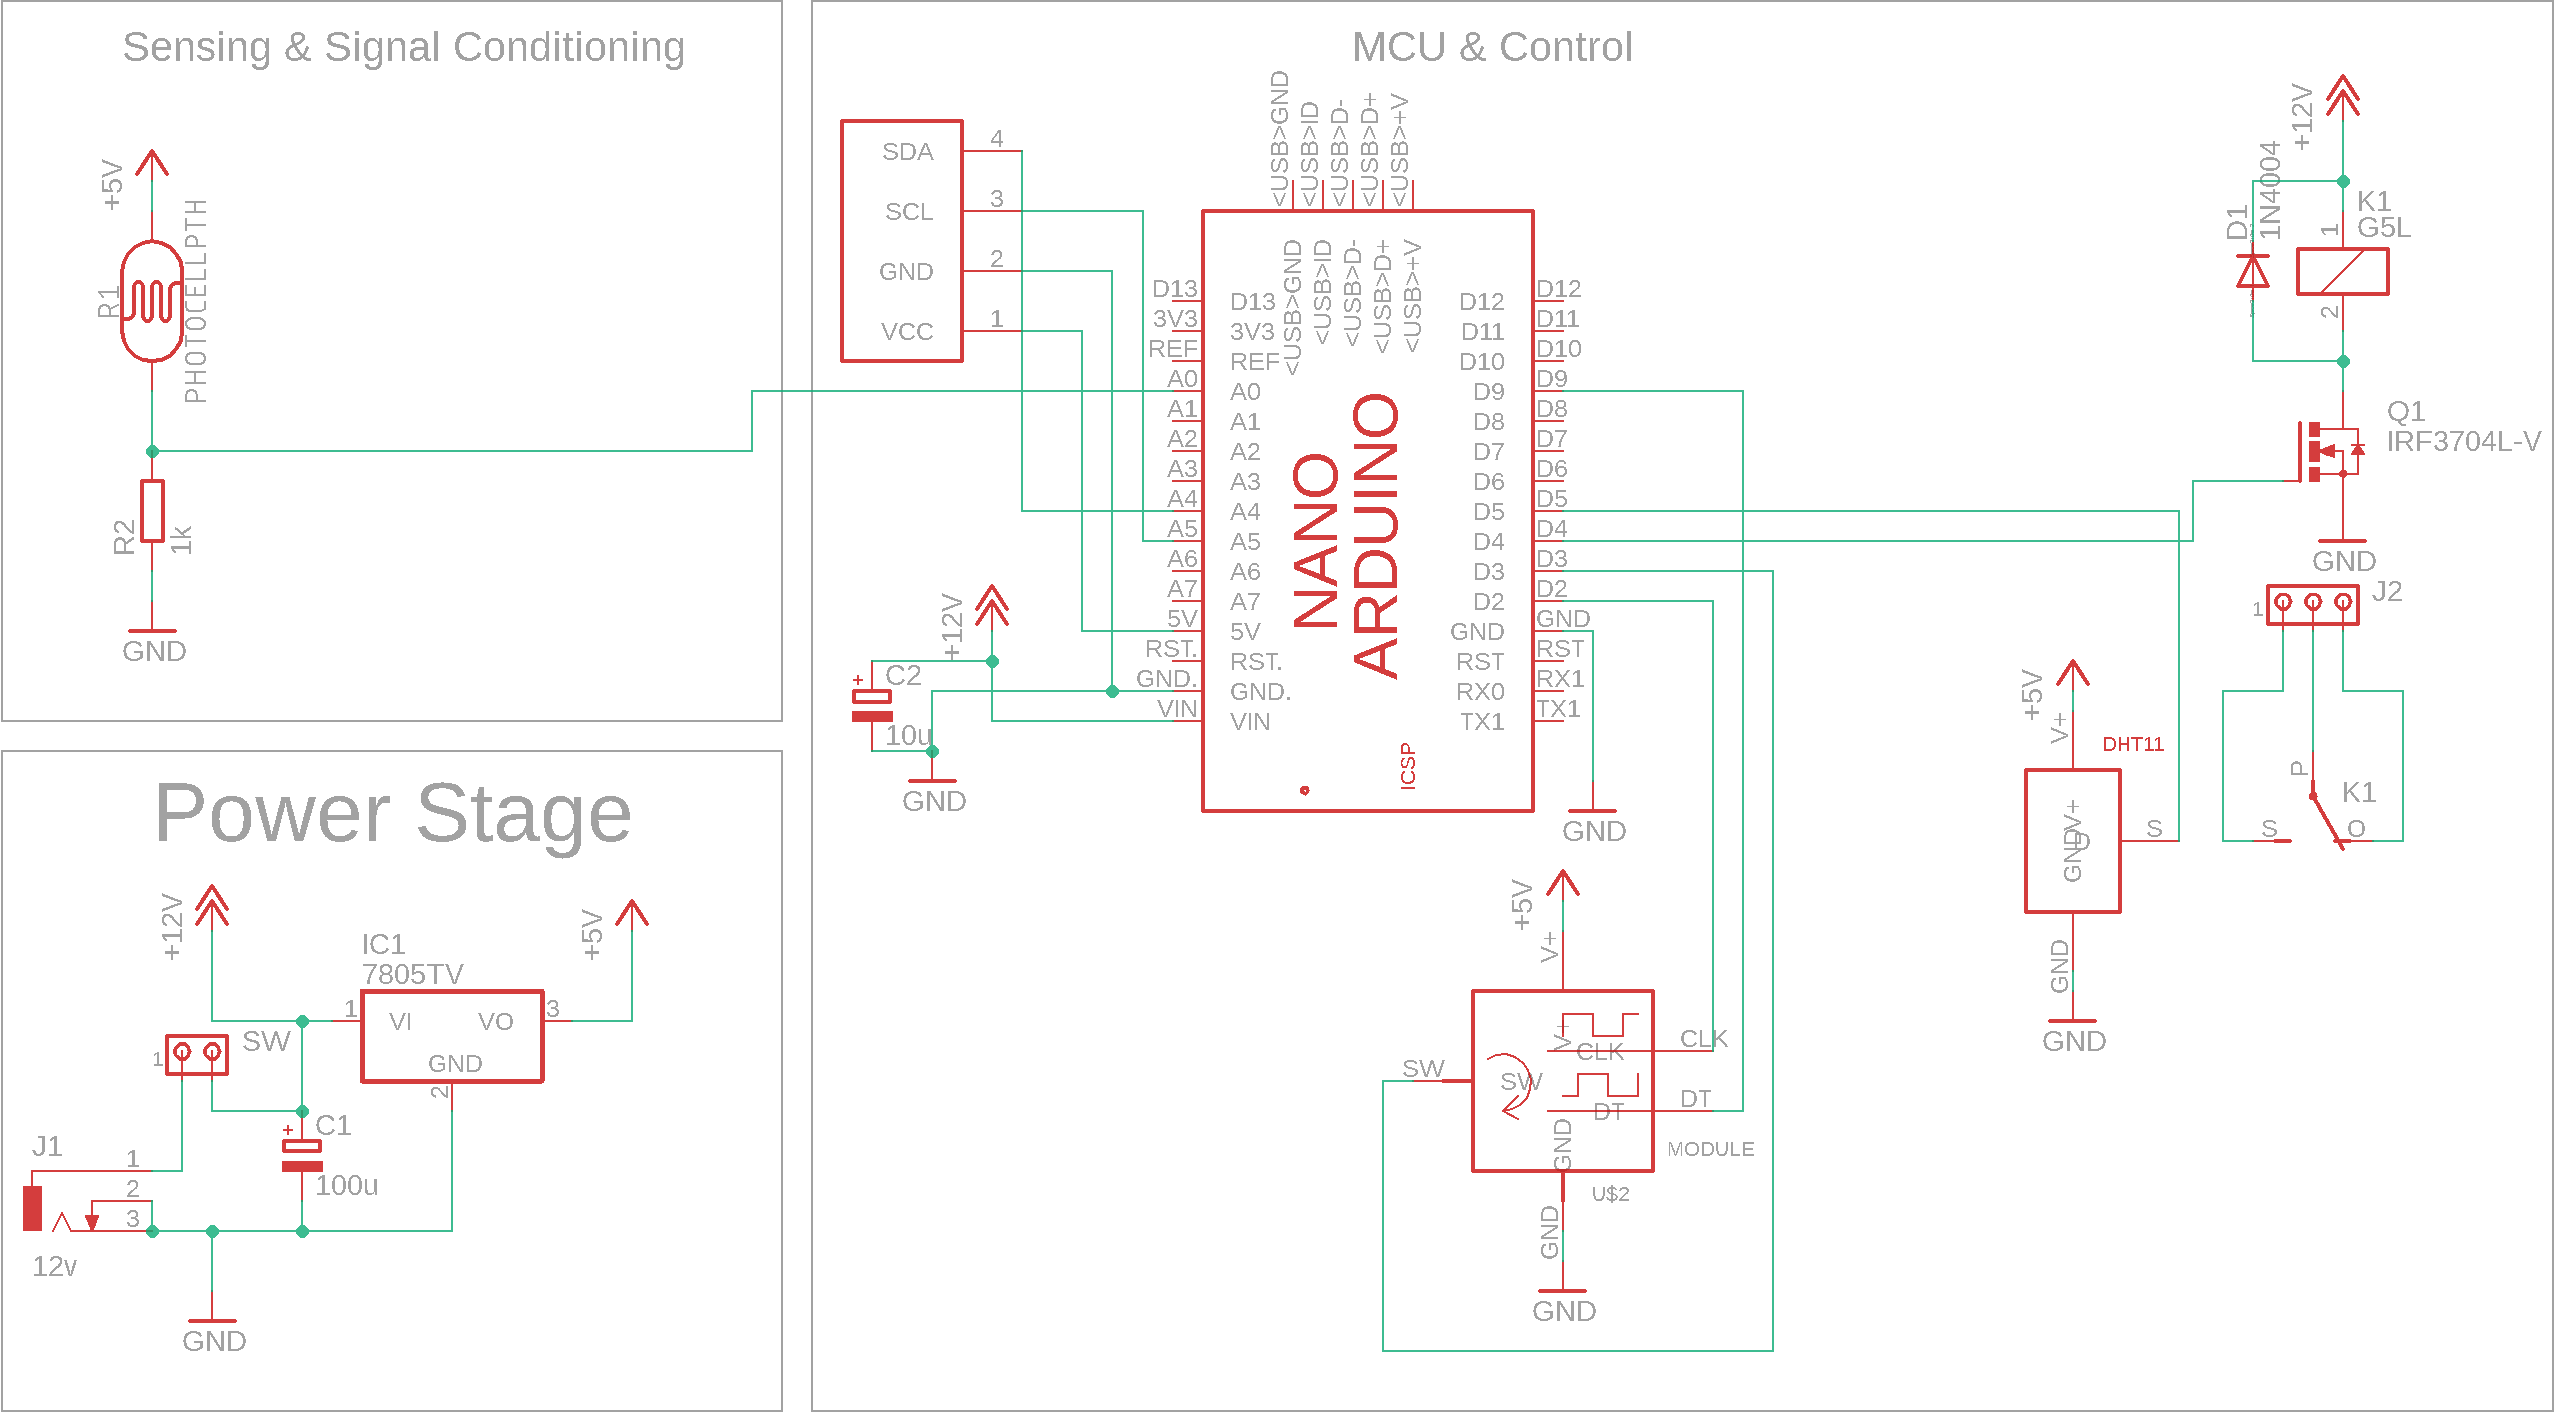 Sensing & Signal Conditioning
+5V
R1
PHOTOCELLPTH
R2
1k
GND
Power Stage
+12V
+5V
IC1
7805TV
1
VI
VO
3
GND
2
1
SW
C1
+
100u
J1
1
2
3
12v
GND
MCU & Control
SDA
4
SCL
3
GND
2
VCC
1
<USB>GND
<USB>ID
<USB>D-
<USB>D+
<USB>+V
<USB>GND
<USB>ID
<USB>D-
<USB>D+
<USB>+V
D13
3V3
REF
A0
A1
A2
A3
A4
A5
A6
A7
5V
RST.
GND.
VIN
D13
3V3
REF
A0
A1
A2
A3
A4
A5
A6
A7
5V
RST.
GND.
VIN
NANO
ARDUINO
ICSP
D12
D11
D10
D9
D8
D7
D6
D5
D4
D3
D2
GND
RST
RX0
TX1
D12
D11
D10
D9
D8
D7
D6
D5
D4
D3
D2
GND
RST
RX1
TX1
+12V
+
C2
10u
GND
GND
+5V
V+
V+
CLK
CLK
SW
SW
DT
DT
GND
MODULE
U$2
GND
GND
+12V
D1
1N4004
K1
G5L
1
2
Q1
IRF3704L-V
GND
1
J2
+5V
V+
DHT11
V+
GND
S
GND
GND
P
K1
S
O